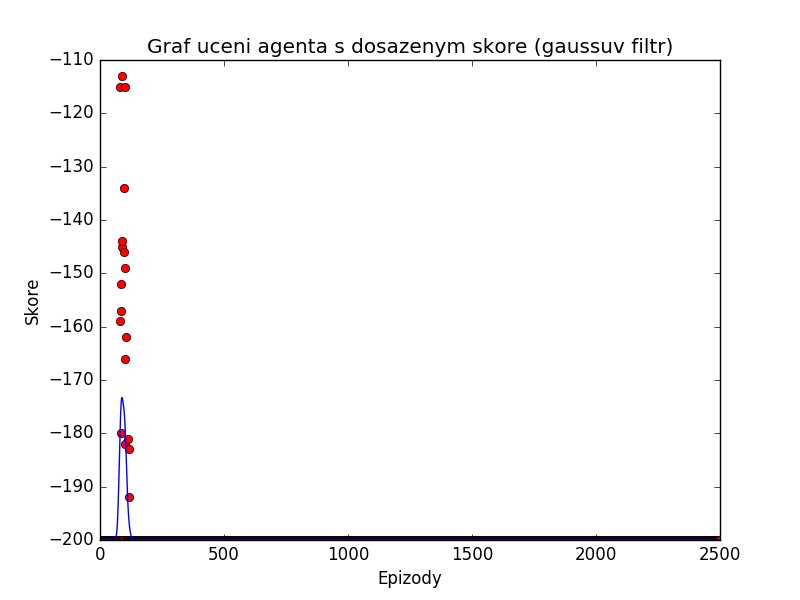 Graf uceni agenta s dosazenym skore (gaussuv filtr)
−110
−120
−130
−140
−150
−160
−170
−180
−190
−200
Skore
0 500 1000 1500 2000 2500
Epizody